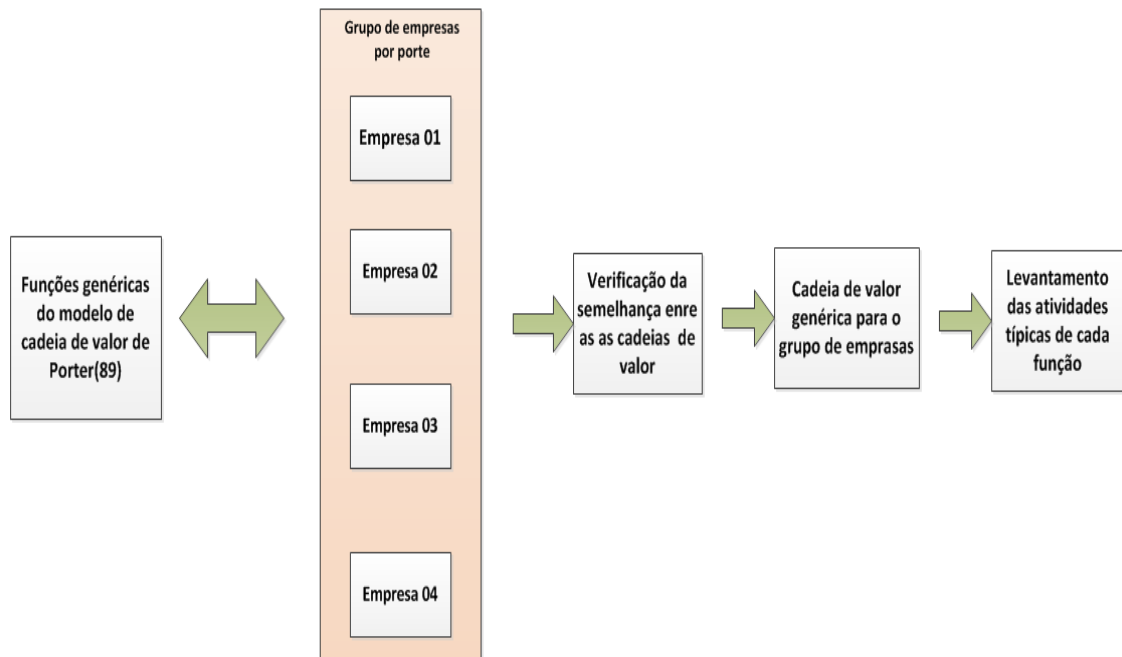 Grupo de empresas
por porte
Empresa 01
Empresa 02
Empresa 03
Empresa 04
Funções genéricas
do modelo de
cadeia de valor de
Porter(89)
Verificação da
semelhança enre
as as cadeias de
valor
Cadeia de valor
genérica para o
grupo de emprasas
Levantamento
das atividades
típicas de cada
função